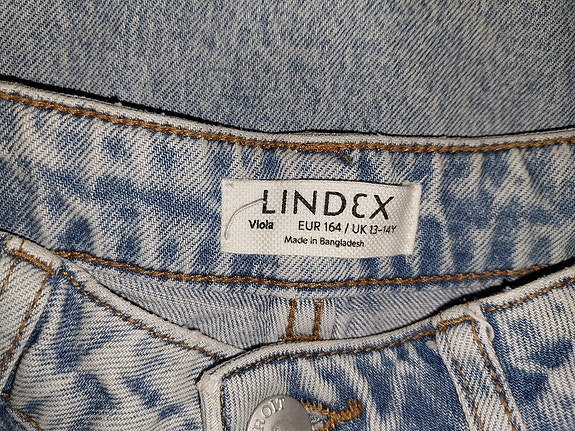 LINDEX
Viola EUR 164 / UK 13-14Y
Made in Bangladesh